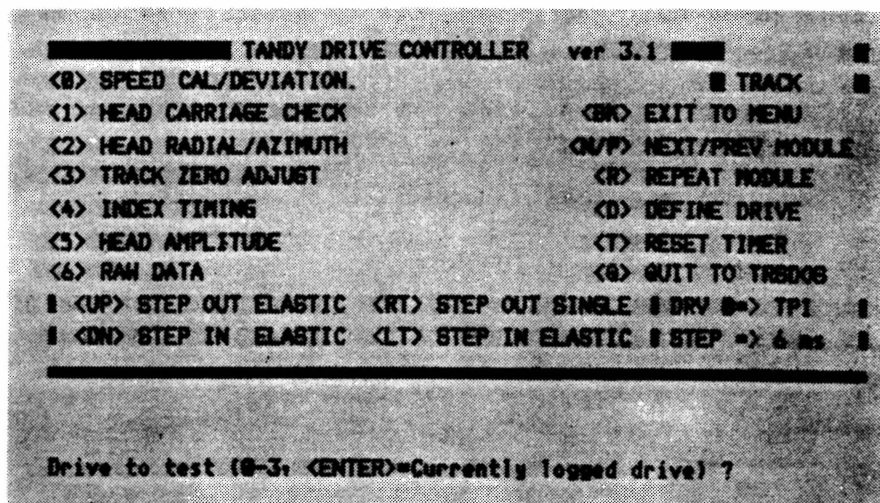 TANDY DRIVE CONTROLLER ver 3.1
<0> SPEED CAL/DEVIATION. TRACK
<1> HEAD CARRIAGE CHECK <BK> EXIT TO MENU
<2> HEAD RADIAL/AZIMUTH <N/P> NEXT/PREV MODULE
<3> TRACK ZERO ADJUST <R> REPEAT MODULE
<4> INDEX TIMING <D> DEFINE DRIVE
<5> HEAD AMPLITUDE <T> RESET TIMER
<6> RAW DATA <Q> QUIT TO TRSDOS
<UP> STEP OUT ELASTIC <RT> STEP OUT SINGLE DRV 0=> TPI
<DN> STEP IN ELASTIC <LT> STEP IN ELASTIC STEP => 6 ms
Drive to test (0-3, <ENTER>=Currently logged drive) ?